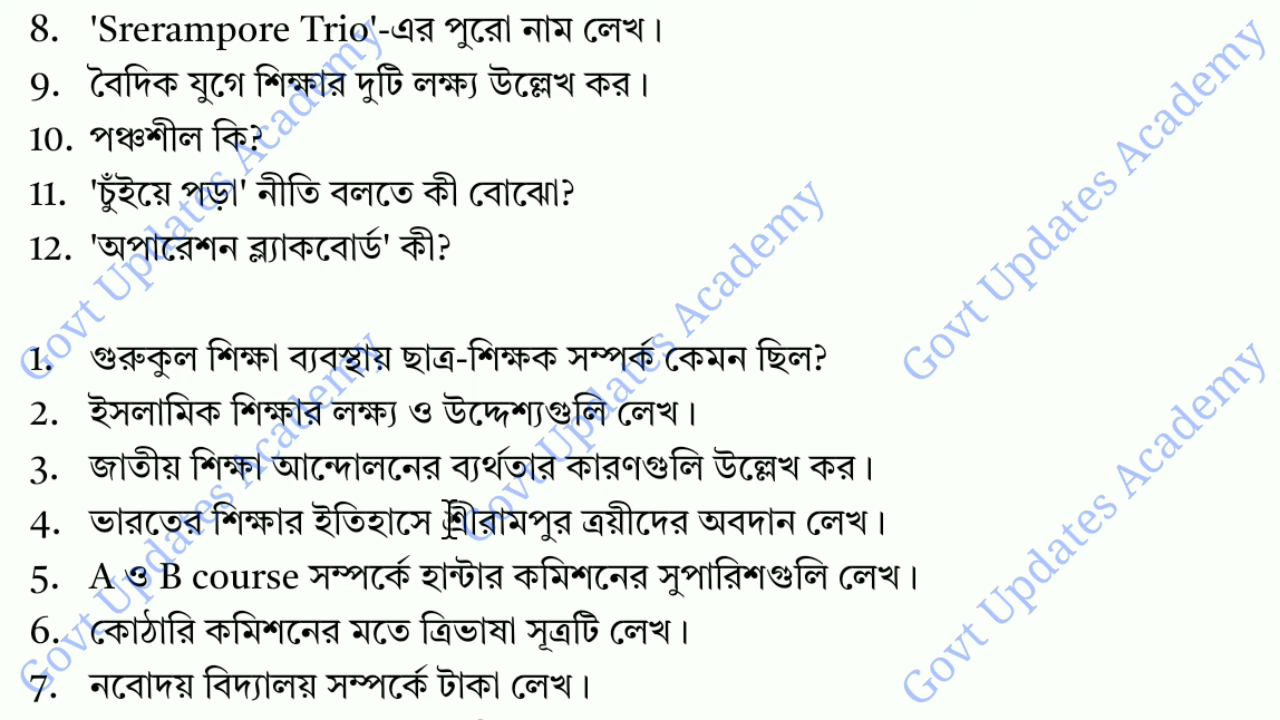 8. 'Srerampore Trio'-এর পুরো নাম লেখ।
9. বৈদিক যুগে শিক্ষার দুটি লক্ষ্য উল্লেখ কর।
10. পঞ্চশীল কি?
11. 'চুঁইয়ে পড়া' নীতি বলতে কী বোঝো?
12. 'অপারেশন ব্ল্যাকবোর্ড' কী?
1. গুরুকুল শিক্ষা ব্যবস্থায় ছাত্র-শিক্ষক সম্পর্ক কেমন ছিল?
2. ইসলামিক শিক্ষার লক্ষ্য ও উদ্দেশ্যগুলি লেখ।
3. জাতীয় শিক্ষা আন্দোলনের ব্যর্থতার কারণগুলি উল্লেখ কর।
4. ভারতের শিক্ষার ইতিহাসে শ্রীরামপুর ত্রয়ীদের অবদান লেখ।
5. A ও B course সম্পর্কে হান্টার কমিশনের সুপারিশগুলি লেখ।
6. কোঠারি কমিশনের মতে ত্রিভাষা সূত্রটি লেখ।
7. নবোদয় বিদ্যালয় সম্পর্কে টাকা লেখ।
Govt Updates Academy
Govt Updates Academy
Govt Updates Academy
Govt Updates Academy
Govt Updates Academy